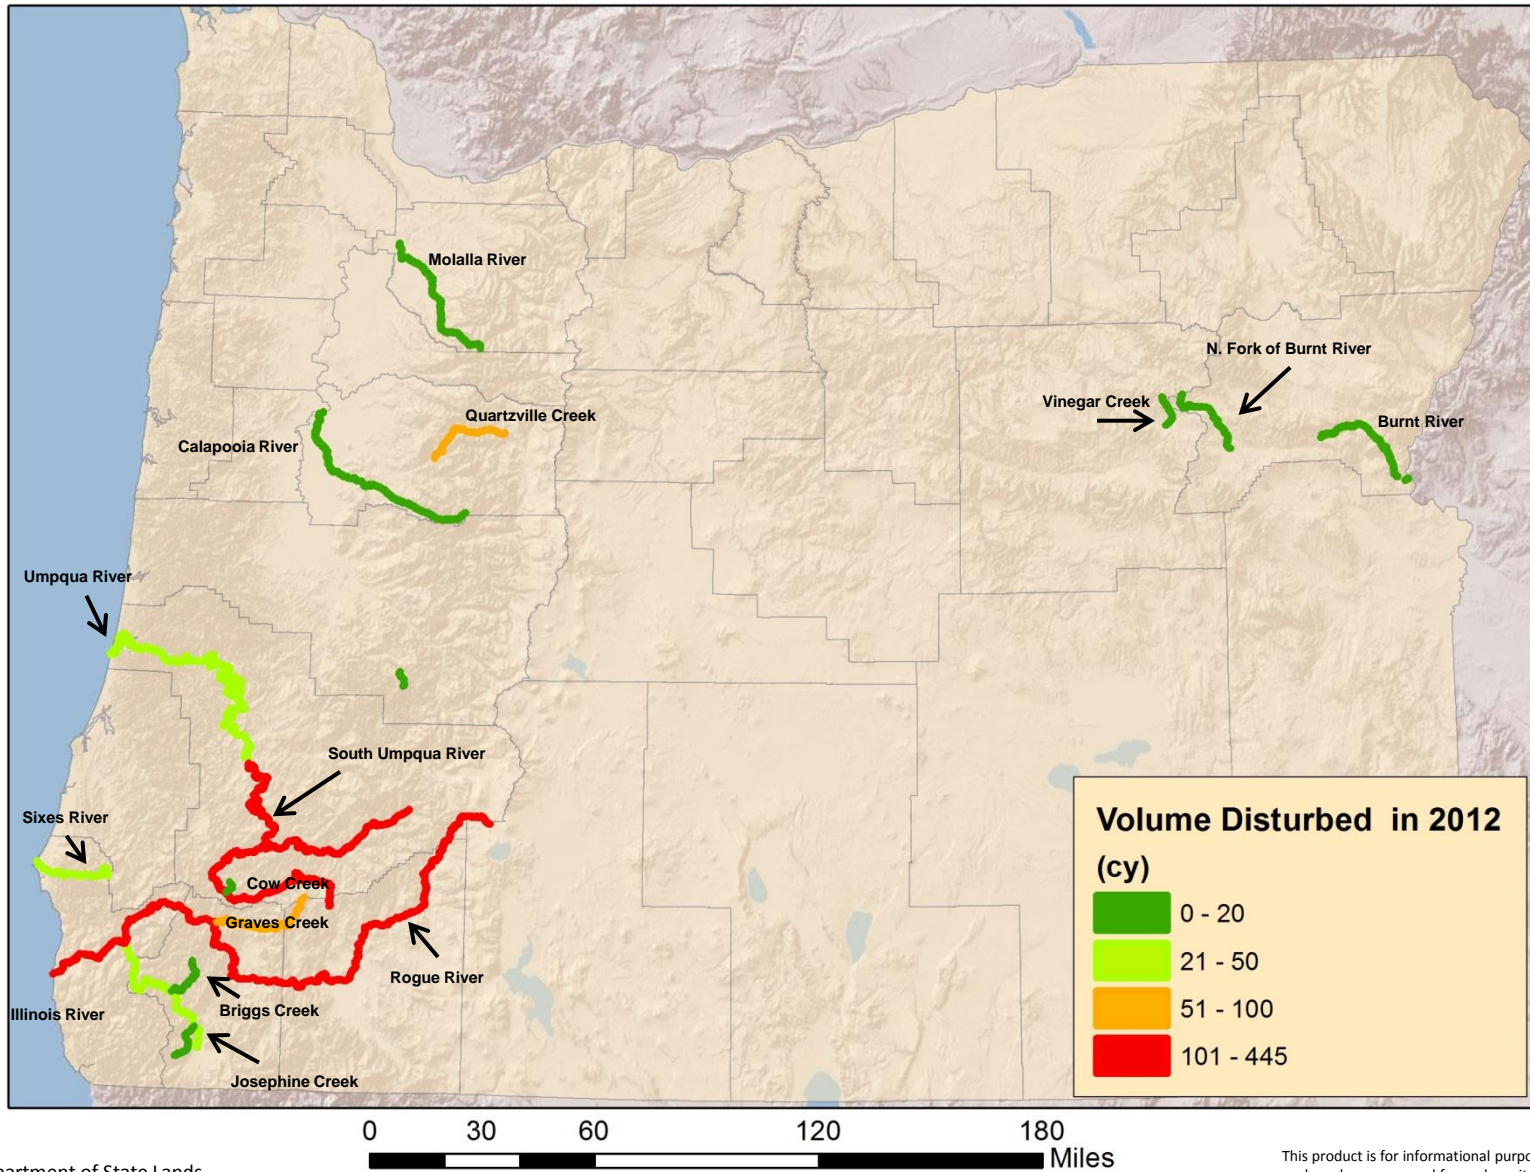 Molalla River
N. Fork of Burnt River
Vinegar Creek
Quartzville Creek
Burnt River
Calapooia River
Umpqua River
South Umpqua River
Sixes River
Cow Creek
Graves Creek
Rogue River
Briggs Creek
Illinois River
Josephine Creek
Volume Disturbed in 2012
(cy)
0 - 20
21 - 50
51 - 100
101 - 445
0 30 60 120 180
Miles
This product is for informational purpo